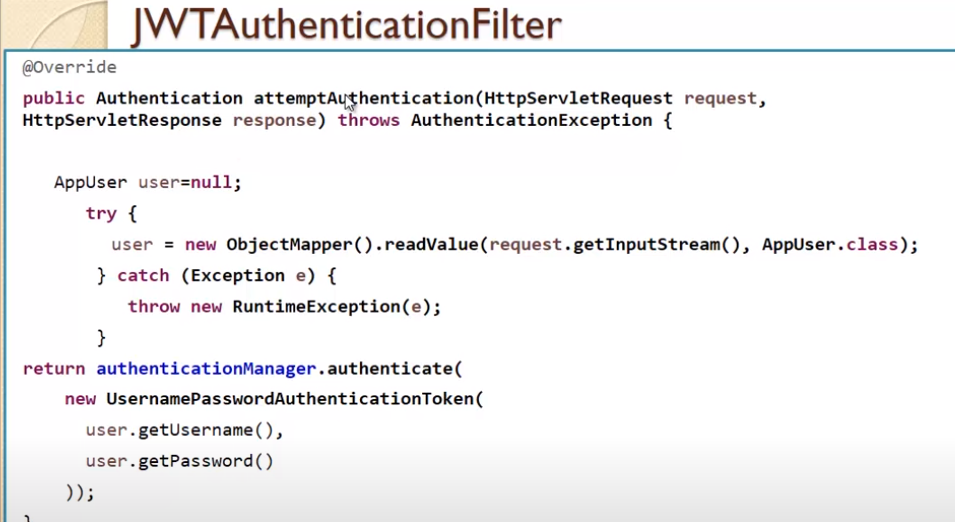 JWTAuthenticationFilter
@Override
public Authentication attemptAuthentication(HttpServletRequest request,
HttpServletResponse response) throws AuthenticationException {
AppUser user=null;
try {
user = new ObjectMapper().readValue(request.getInputStream(), AppUser.class);
} catch (Exception e) {
throw new RuntimeException(e);
}
return authenticationManager.authenticate(
new UsernamePasswordAuthenticationToken(
user.getUsername(),
user.getPassword()
));
}